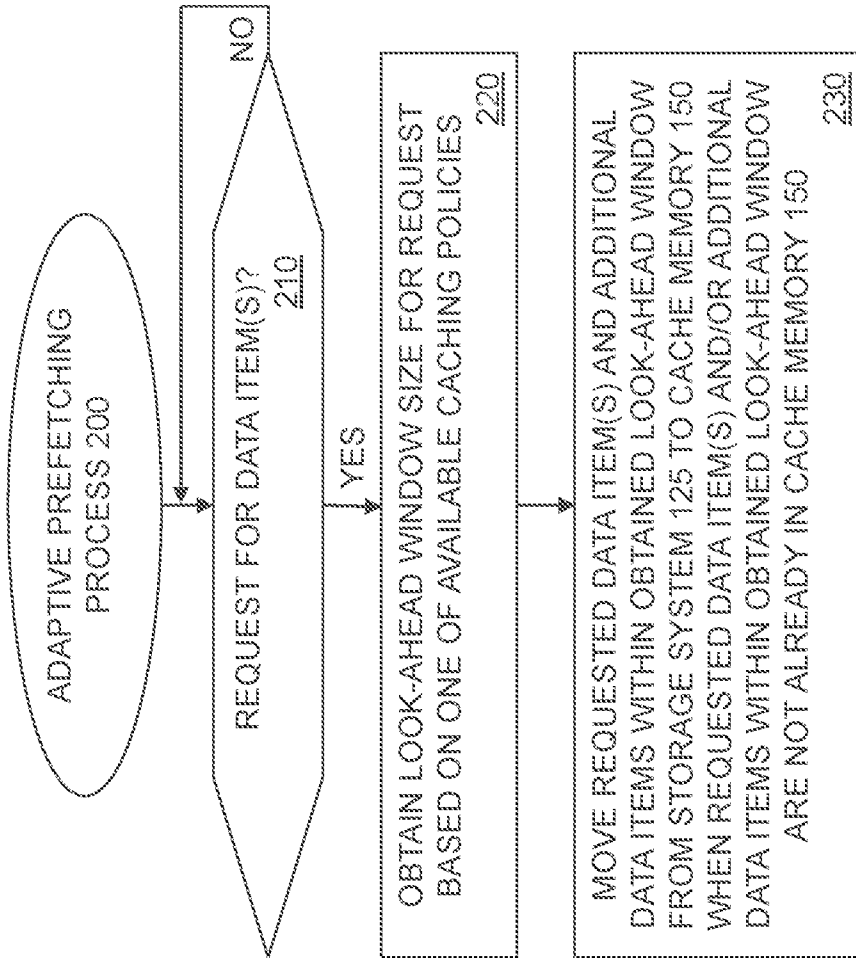 ADAPTIVE PREFETCHING
PROCESS 200
NO
REQUEST FOR DATA ITEM(S)?
210
YES
OBTAIN LOOK-AHEAD WINDOW SIZE FOR REQUEST
BASED ON ONE OF AVAILABLE CACHING POLICIES
220
MOVE REQUESTED DATA ITEM(S) AND ADDITIONAL
DATA ITEMS WITHIN OBTAINED LOOK-AHEAD WINDOW
FROM STORAGE SYSTEM 125 TO CACHE MEMORY 150
WHEN REQUESTED DATA ITEM(S) AND/OR ADDITIONAL
DATA ITEMS WITHIN OBTAINED LOOK-AHEAD WINDOW
ARE NOT ALREADY IN CACHE MEMORY 150
230